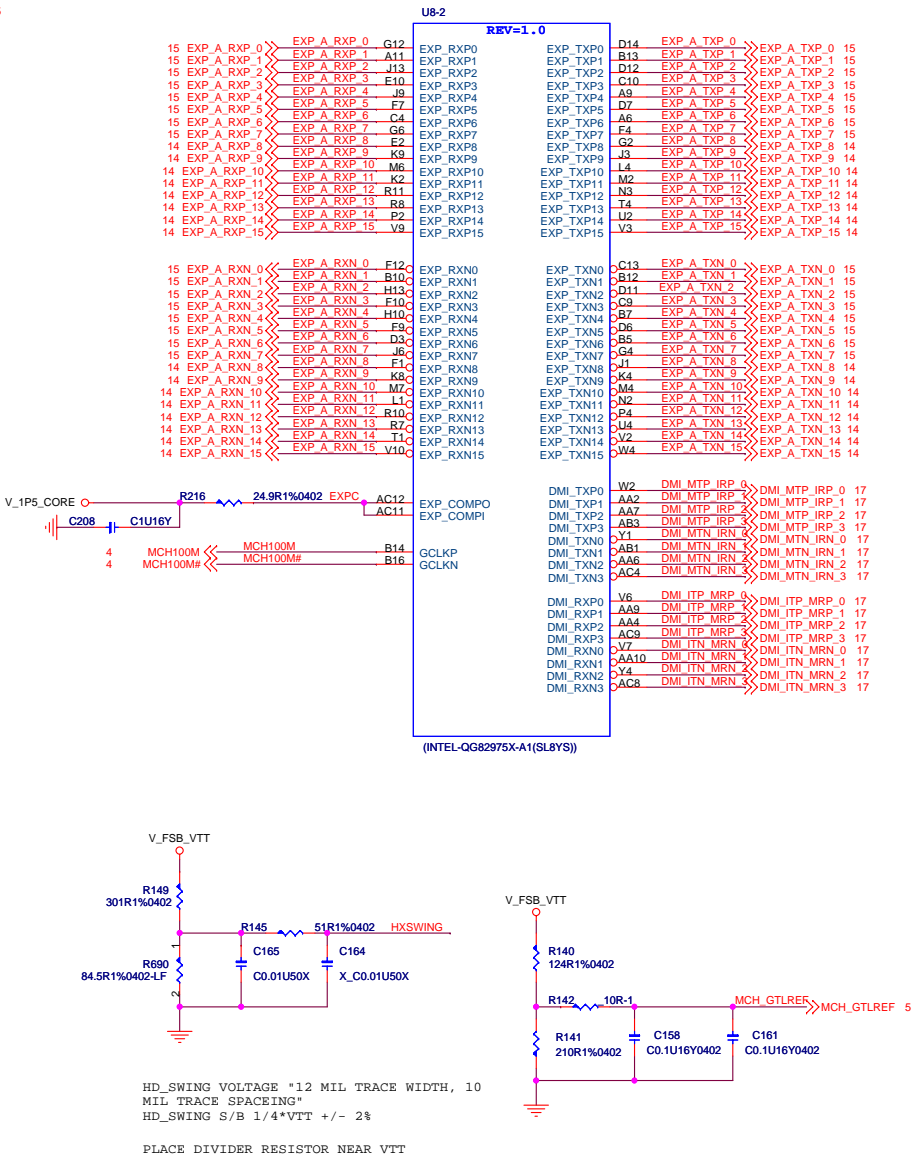 U8-2
REV=1.0
15 EXP_A_RXP_0 EXP_A_RXP_0 G12 EXP_RXP0 EXP_TXP0 D14 EXP_A_TXP_0 EXP_A_TXP_0 15
15 EXP_A_RXP_1 EXP_A_RXP_1 A11 EXP_RXP1 EXP_TXP1 B13 EXP_A_TXP_1 EXP_A_TXP_1 15
15 EXP_A_RXP_2 EXP_A_RXP_2 J13 EXP_RXP2 EXP_TXP2 D12 EXP_A_TXP_2 EXP_A_TXP_2 15
15 EXP_A_RXP_3 EXP_A_RXP_3 E10 EXP_RXP3 EXP_TXP3 C10 EXP_A_TXP_3 EXP_A_TXP_3 15
15 EXP_A_RXP_4 EXP_A_RXP_4 J9 EXP_RXP4 EXP_TXP4 A9 EXP_A_TXP_4 EXP_A_TXP_4 15
15 EXP_A_RXP_5 EXP_A_RXP_5 F7 EXP_RXP5 EXP_TXP5 D7 EXP_A_TXP_5 EXP_A_TXP_5 15
15 EXP_A_RXP_6 EXP_A_RXP_6 C4 EXP_RXP6 EXP_TXP6 A6 EXP_A_TXP_6 EXP_A_TXP_6 15
15 EXP_A_RXP_7 EXP_A_RXP_7 G6 EXP_RXP7 EXP_TXP7 F4 EXP_A_TXP_7 EXP_A_TXP_7 15
14 EXP_A_RXP_8 EXP_A_RXP_8 E2 EXP_RXP8 EXP_TXP8 G2 EXP_A_TXP_8 EXP_A_TXP_8 14
14 EXP_A_RXP_9 EXP_A_RXP_9 K9 EXP_RXP9 EXP_TXP9 J3 EXP_A_TXP_9 EXP_A_TXP_9 14
14 EXP_A_RXP_10 EXP_A_RXP_10 M6 EXP_RXP10 EXP_TXP10 L4 EXP_A_TXP_10 EXP_A_TXP_10 14
14 EXP_A_RXP_11 EXP_A_RXP_11 K2 EXP_RXP11 EXP_TXP11 M2 EXP_A_TXP_11 EXP_A_TXP_11 14
14 EXP_A_RXP_12 EXP_A_RXP_12 R11 EXP_RXP12 EXP_TXP12 N3 EXP_A_TXP_12 EXP_A_TXP_12 14
14 EXP_A_RXP_13 EXP_A_RXP_13 R8 EXP_RXP13 EXP_TXP13 T4 EXP_A_TXP_13 EXP_A_TXP_13 14
14 EXP_A_RXP_14 EXP_A_RXP_14 P2 EXP_RXP14 EXP_TXP14 U2 EXP_A_TXP_14 EXP_A_TXP_14 14
14 EXP_A_RXP_15 EXP_A_RXP_15 V9 EXP_RXP15 EXP_TXP15 V3 EXP_A_TXP_15 EXP_A_TXP_15 14
15 EXP_A_RXN_0 EXP_A_RXN_0 F12 EXP_RXN0 EXP_TXN0 C13 EXP_A_TXN_0 EXP_A_TXN_0 15
15 EXP_A_RXN_1 EXP_A_RXN_1 B10 EXP_RXN1 EXP_TXN1 B12 EXP_A_TXN_1 EXP_A_TXN_1 15
15 EXP_A_RXN_2 EXP_A_RXN_2 H13 EXP_RXN2 EXP_TXN2 D11 EXP_A_TXN_2 EXP_A_TXN_2 15
15 EXP_A_RXN_3 EXP_A_RXN_3 F10 EXP_RXN3 EXP_TXN3 C9 EXP_A_TXN_3 EXP_A_TXN_3 15
15 EXP_A_RXN_4 EXP_A_RXN_4 H10 EXP_RXN4 EXP_TXN4 B7 EXP_A_TXN_4 EXP_A_TXN_4 15
15 EXP_A_RXN_5 EXP_A_RXN_5 F9 EXP_RXN5 EXP_TXN5 D6 EXP_A_TXN_5 EXP_A_TXN_5 15
15 EXP_A_RXN_6 EXP_A_RXN_6 D3 EXP_RXN6 EXP_TXN6 B5 EXP_A_TXN_6 EXP_A_TXN_6 15
15 EXP_A_RXN_7 EXP_A_RXN_7 J6 EXP_RXN7 EXP_TXN7 G4 EXP_A_TXN_7 EXP_A_TXN_7 15
14 EXP_A_RXN_8 EXP_A_RXN_8 F1 EXP_RXN8 EXP_TXN8 J1 EXP_A_TXN_8 EXP_A_TXN_8 14
14 EXP_A_RXN_9 EXP_A_RXN_9 K8 EXP_RXN9 EXP_TXN9 K4 EXP_A_TXN_9 EXP_A_TXN_9 14
14 EXP_A_RXN_10 EXP_A_RXN_10 M7 EXP_RXN10 EXP_TXN10 M4 EXP_A_TXN_10 EXP_A_TXN_10 14
14 EXP_A_RXN_11 EXP_A_RXN_11 L1 EXP_RXN11 EXP_TXN11 N2 EXP_A_TXN_11 EXP_A_TXN_11 14
14 EXP_A_RXN_12 EXP_A_RXN_12 R10 EXP_RXN12 EXP_TXN12 P4 EXP_A_TXN_12 EXP_A_TXN_12 14
14 EXP_A_RXN_13 EXP_A_RXN_13 R7 EXP_RXN13 EXP_TXN13 U4 EXP_A_TXN_13 EXP_A_TXN_13 14
14 EXP_A_RXN_14 EXP_A_RXN_14 T1 EXP_RXN14 EXP_TXN14 V2 EXP_A_TXN_14 EXP_A_TXN_14 14
14 EXP_A_RXN_15 EXP_A_RXN_15 V10 EXP_RXN15 EXP_TXN15 W4 EXP_A_TXN_15 EXP_A_TXN_15 14
V_1P5_CORE R216 24.9R1%0402 EXPC AC12 EXP_COMPO
AC11 EXP_COMPI
C208 C1U16Y
4 MCH100M MCH100M B14 GCLKP
4 MCH100M# MCH100M# B16 GCLKN
DMI_TXP0 W2 DMI_MTP_IRP_0 DMI_MTP_IRP_0 17
DMI_TXP1 AA2 DMI_MTP_IRP_1 DMI_MTP_IRP_1 17
DMI_TXP2 AA7 DMI_MTP_IRP_2 DMI_MTP_IRP_2 17
DMI_TXP3 AB3 DMI_MTP_IRP_3 DMI_MTP_IRP_3 17
DMI_TXN0 Y1 DMI_MTN_IRN_0 DMI_MTN_IRN_0 17
DMI_TXN1 AB1 DMI_MTN_IRN_1 DMI_MTN_IRN_1 17
DMI_TXN2 AA6 DMI_MTN_IRN_2 DMI_MTN_IRN_2 17
DMI_TXN3 AC4 DMI_MTN_IRN_3 DMI_MTN_IRN_3 17
DMI_RXP0 V6 DMI_ITP_MRP_0 DMI_ITP_MRP_0 17
DMI_RXP1 AA9 DMI_ITP_MRP_1 DMI_ITP_MRP_1 17
DMI_RXP2 AA4 DMI_ITP_MRP_2 DMI_ITP_MRP_2 17
DMI_RXP3 AC9 DMI_ITP_MRP_3 DMI_ITP_MRP_3 17
DMI_RXN0 V7 DMI_ITN_MRN_0 DMI_ITN_MRN_0 17
DMI_RXN1 AA10 DMI_ITN_MRN_1 DMI_ITN_MRN_1 17
DMI_RXN2 Y4 DMI_ITN_MRN_2 DMI_ITN_MRN_2 17
DMI_RXN3 AC8 DMI_ITN_MRN_3 DMI_ITN_MRN_3 17
(INTEL-QG82975X-A1(SL8YS))
V_FSB_VTT
R149
301R1%0402
R145 51R1%0402 HXSWING
1
R690
84.5R1%0402-LF
2
C165
C0.01U50X
C164
X_C0.01U50X
V_FSB_VTT
R140
124R1%0402
R142 10R-1 MCH_GTLREF MCH_GTLREF 5
R141
210R1%0402
C158
C0.1U16Y0402
C161
C0.1U16Y0402
HD_SWING VOLTAGE "12 MIL TRACE WIDTH, 10
MIL TRACE SPACEING"
HD_SWING S/B 1/4*VTT +/- 2%
PLACE DIVIDER RESISTOR NEAR VTT